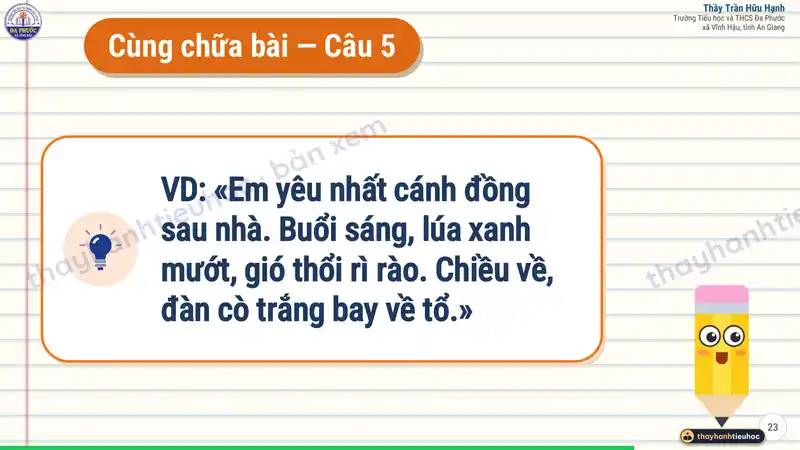 Thầy Trần Hữu Hạnh
Trường Tiểu học và THCS Đa Phước
xã Vĩnh Hậu, tỉnh An Giang
ĐA PHƯỚC
Cùng chữa bài – Câu 5
VD: «Em yêu nhất cánh đồng
sau nhà. Buổi sáng, lúa xanh
mướt, gió thổi rì rào. Chiều về,
đàn cò trắng bay về tổ.»
thayhanhtieuhoc
23